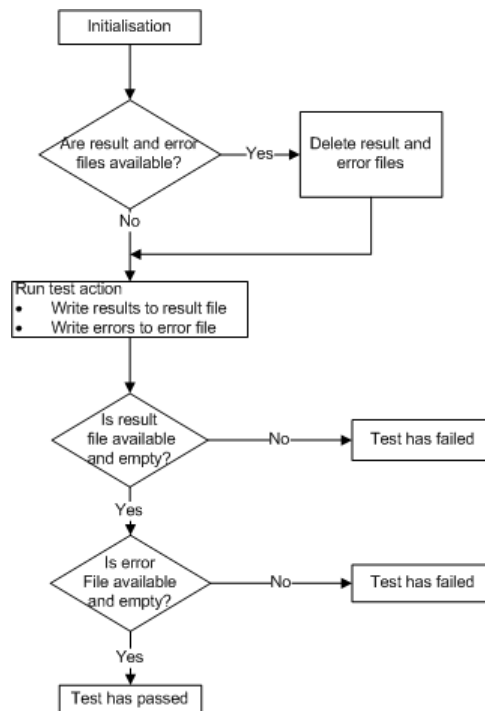 Initialisation
Are result and error
files available?
Yes
Delete result and
error files
No
Run test action
• Write results to result file
• Write errors to error file
Is result
file available
and empty?
No
Test has failed
Yes
Is error
File available
and empty?
No
Test has failed
Yes
Test has passed